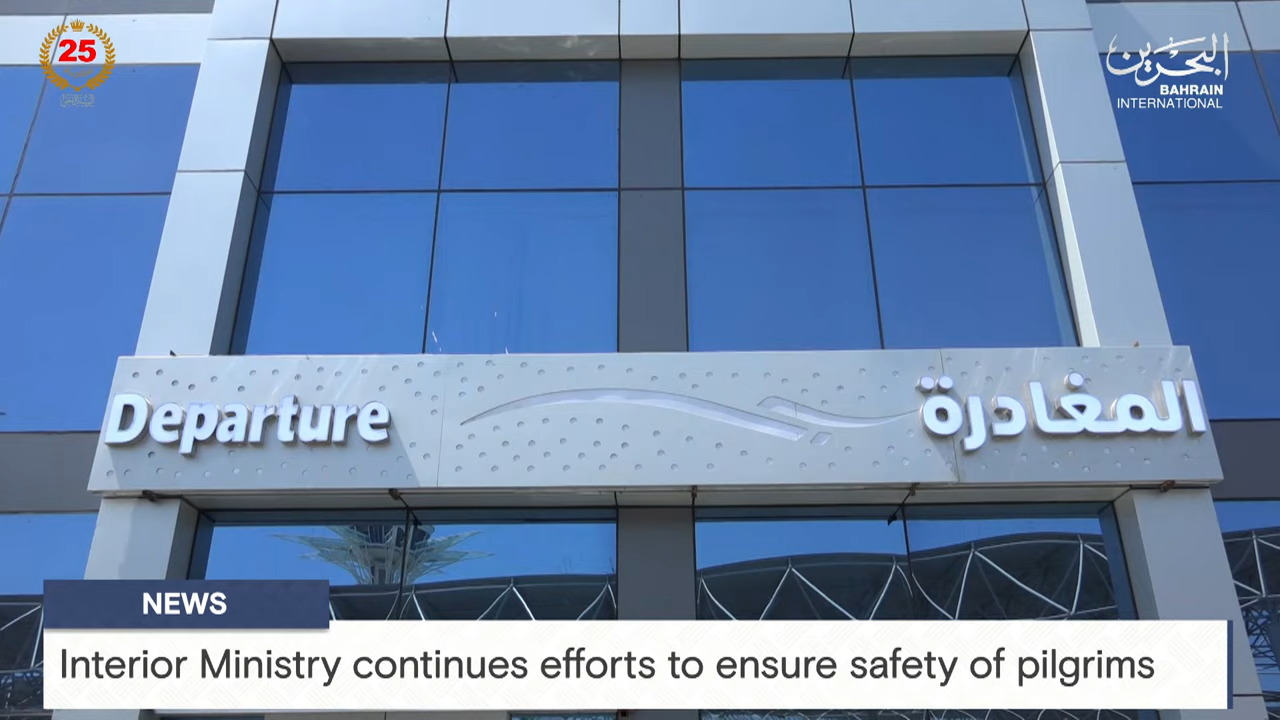 25
البحرين
BAHRAIN
INTERNATIONAL
Departure
المغادرة
NEWS
Interior Ministry continues efforts to ensure safety of pilgrims